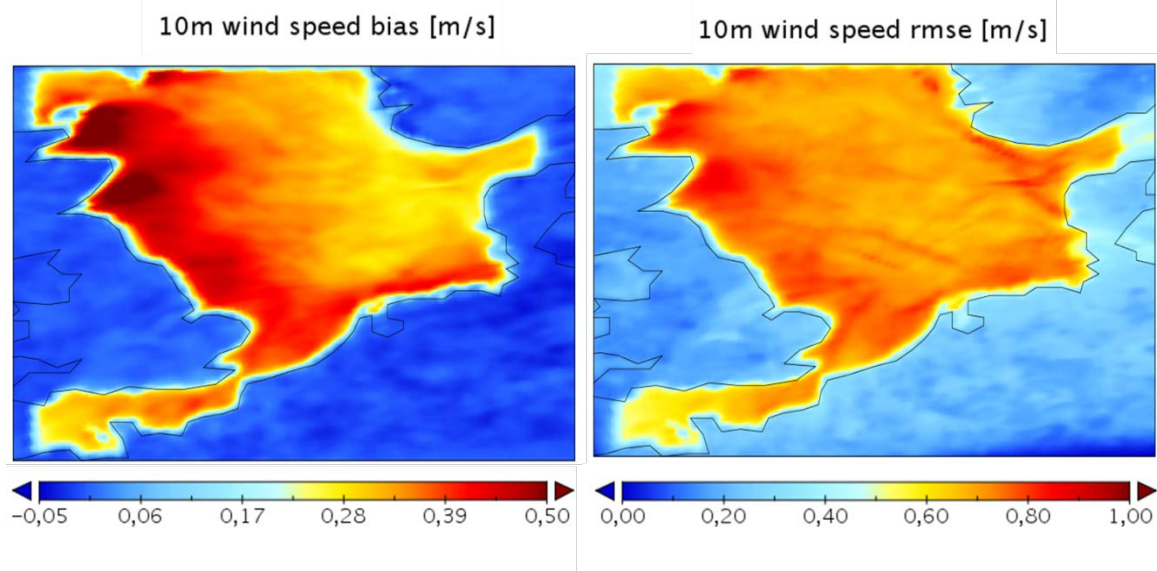 10m wind speed bias [m/s]
10m wind speed rmse [m/s]
−0,05 0,06 0,17 0,28 0,39 0,50
0,00 0,20 0,40 0,60 0,80 1,00